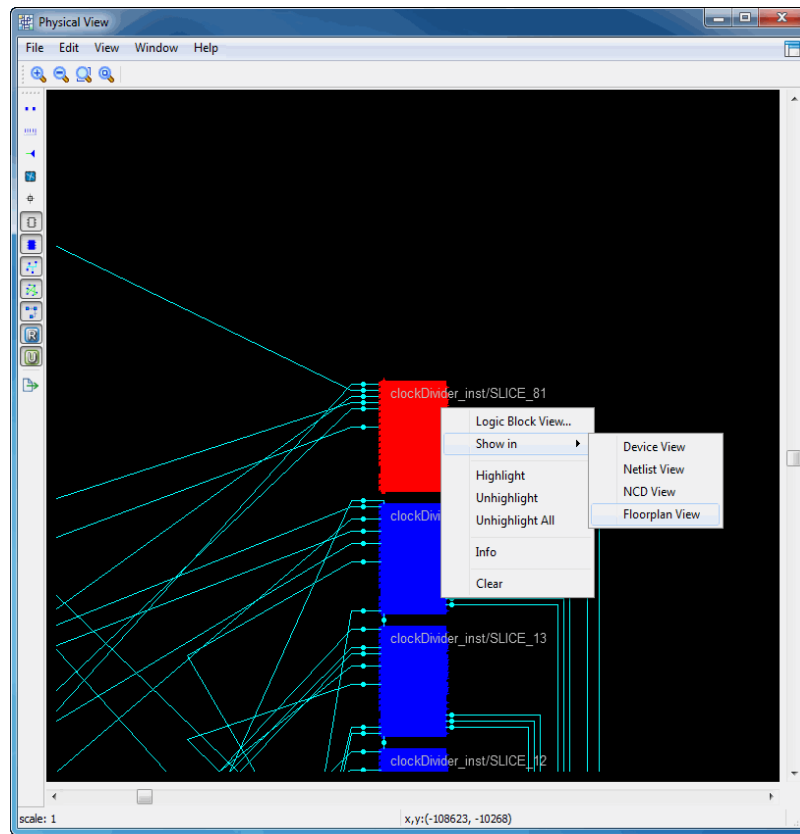 Physical View
File Edit View Window Help
clockDivider_inst/SLICE_81
Logic Block View...
Show in
Device View
Netlist View
Highlight
NCD View
Unhighlight
clockDivi
Floorplan View
Unhighlight All
Info
Clear
clockDivider_inst/SLICE_13
clockDivider_inst/SLICE_12
scale: 1
x,y:(-108623, -10268)